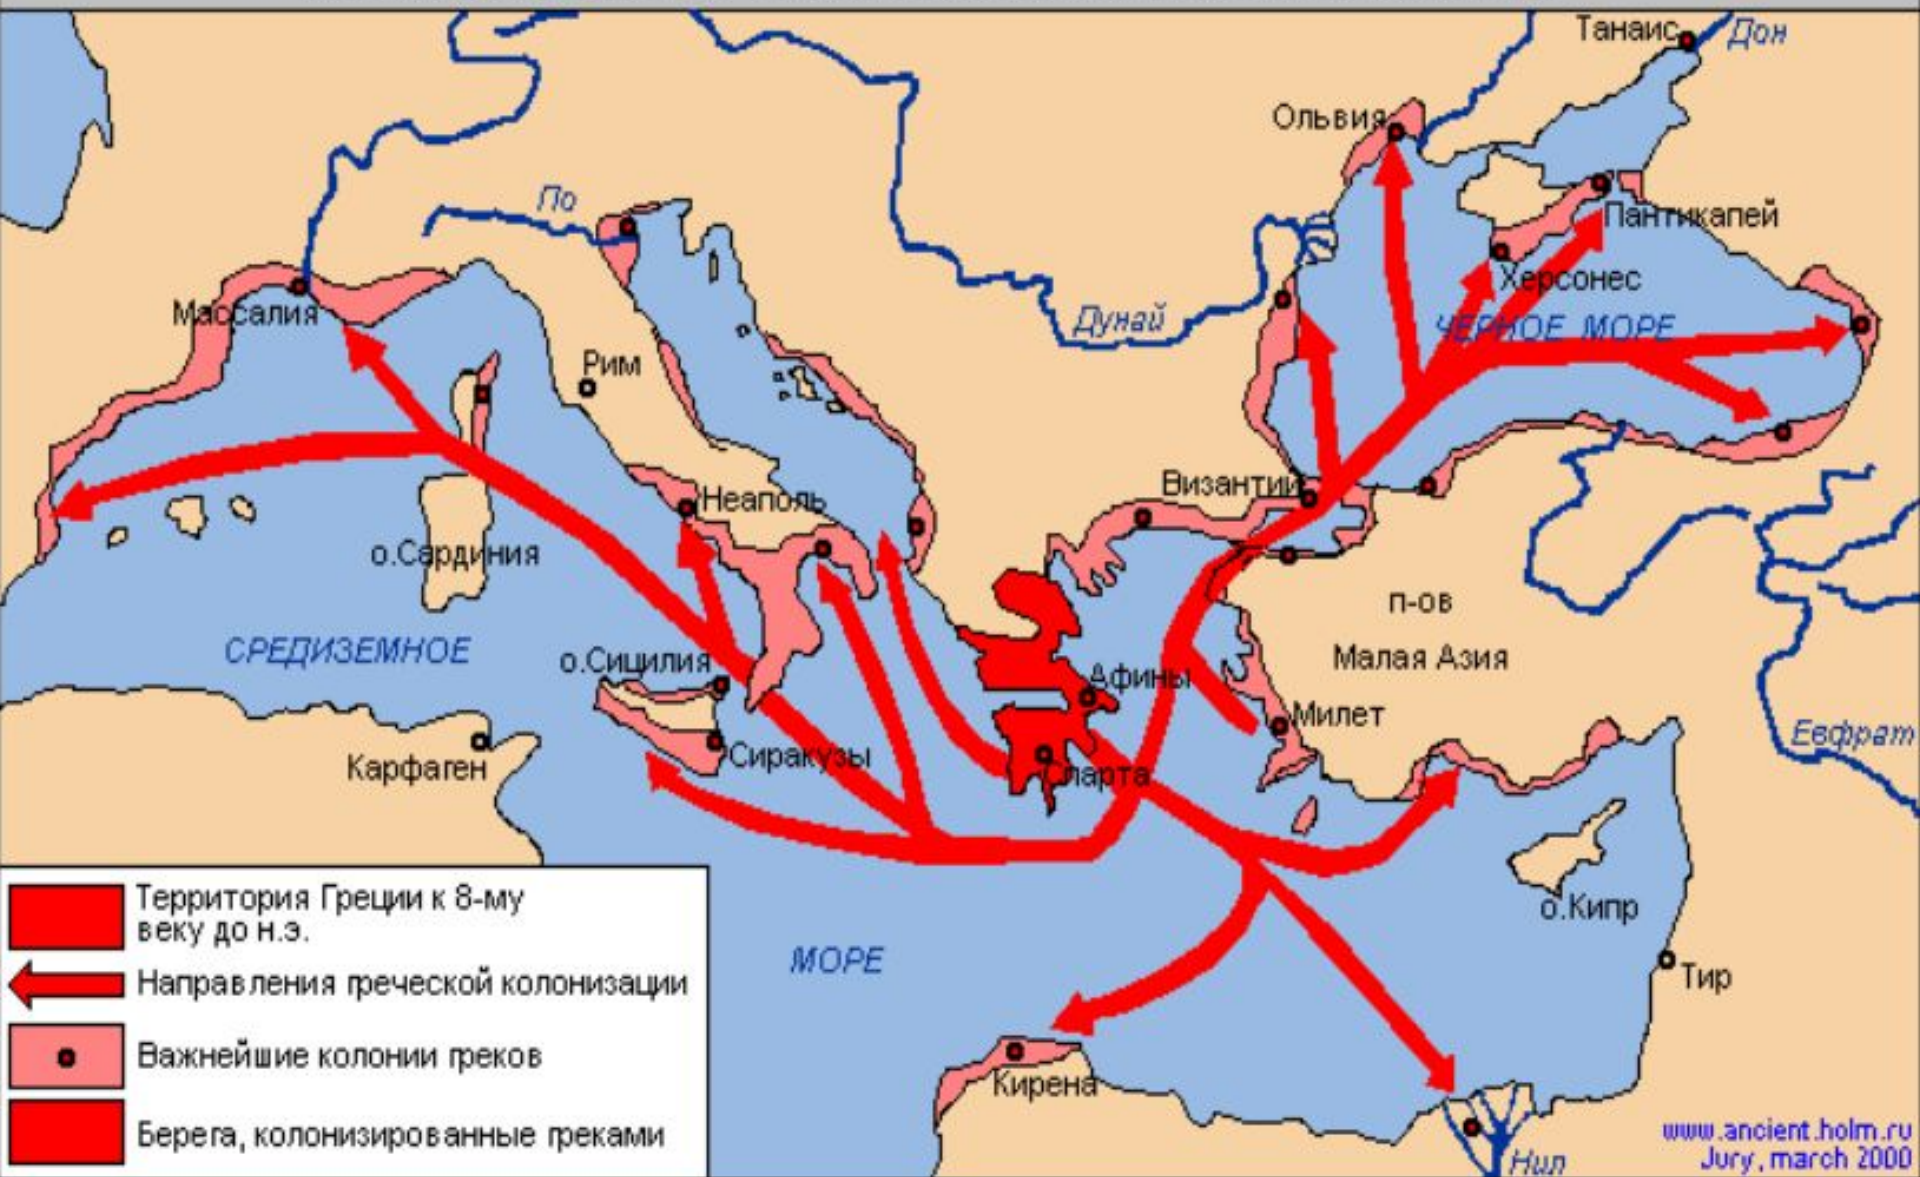 Танаис
Дон
Ольвия
По
Пантикапей
Херсонес
Массалия
Дунай
ЧЕРНОЕ МОРЕ
Рим
Византий
Неаполь
о.Сардиния
п-ов
Малая Азия
СРЕДИЗЕМНОЕ
о.Сицилия
Афины
Милет
Евфрат
Карфаген
Сиракузы
Спарта
о.Кипр
МОРЕ
Тир
Кирена
Нил
Территория Греции к 8-му
веку до н.э.
Направления греческой колонизации
Важнейшие колонии греков
Берега, колонизированные греками
www.ancient.holm.ru
Jury, march 2000